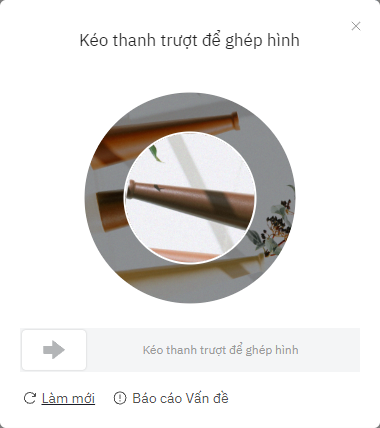 Kéo thanh trượt để ghép hình
Kéo thanh trượt để ghép hình
Làm mới
Báo cáo Vấn đề